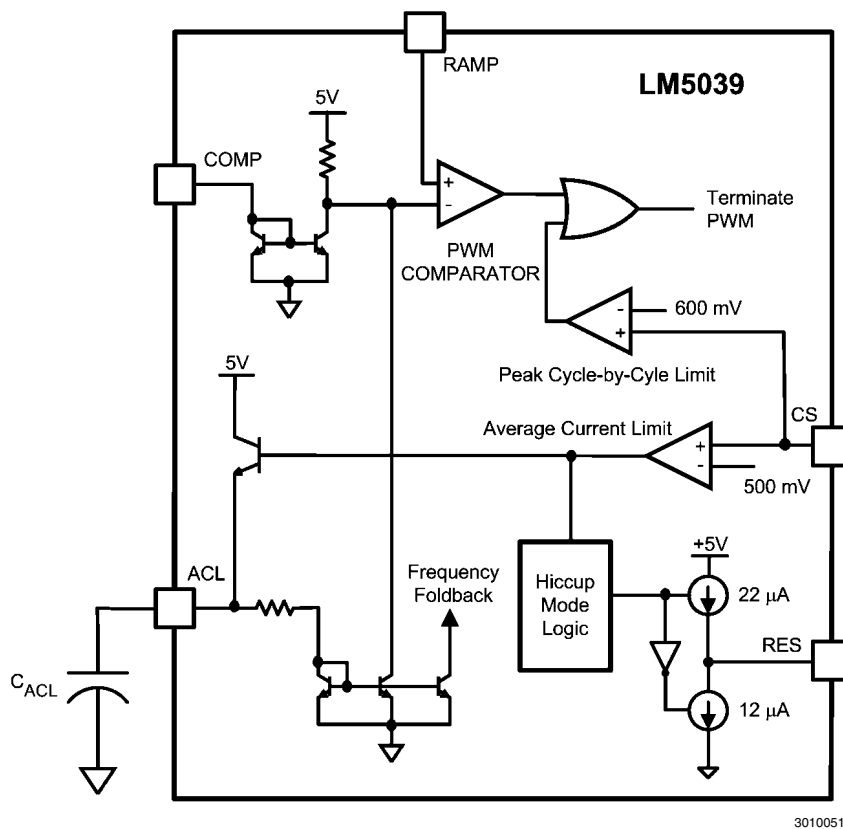 RAMP
LM5039
5V
COMP
+
-
Terminate
PWM
PWM
COMPARATOR
-
600 mV
+
5V
Peak Cycle-by-Cyle Limit
CS
Average Current Limit
+
-
500 mV
+5V
ACL
Frequency
Foldback
Hiccup
Mode
Logic
22 µA
RES
CACL
12 µA
3010051